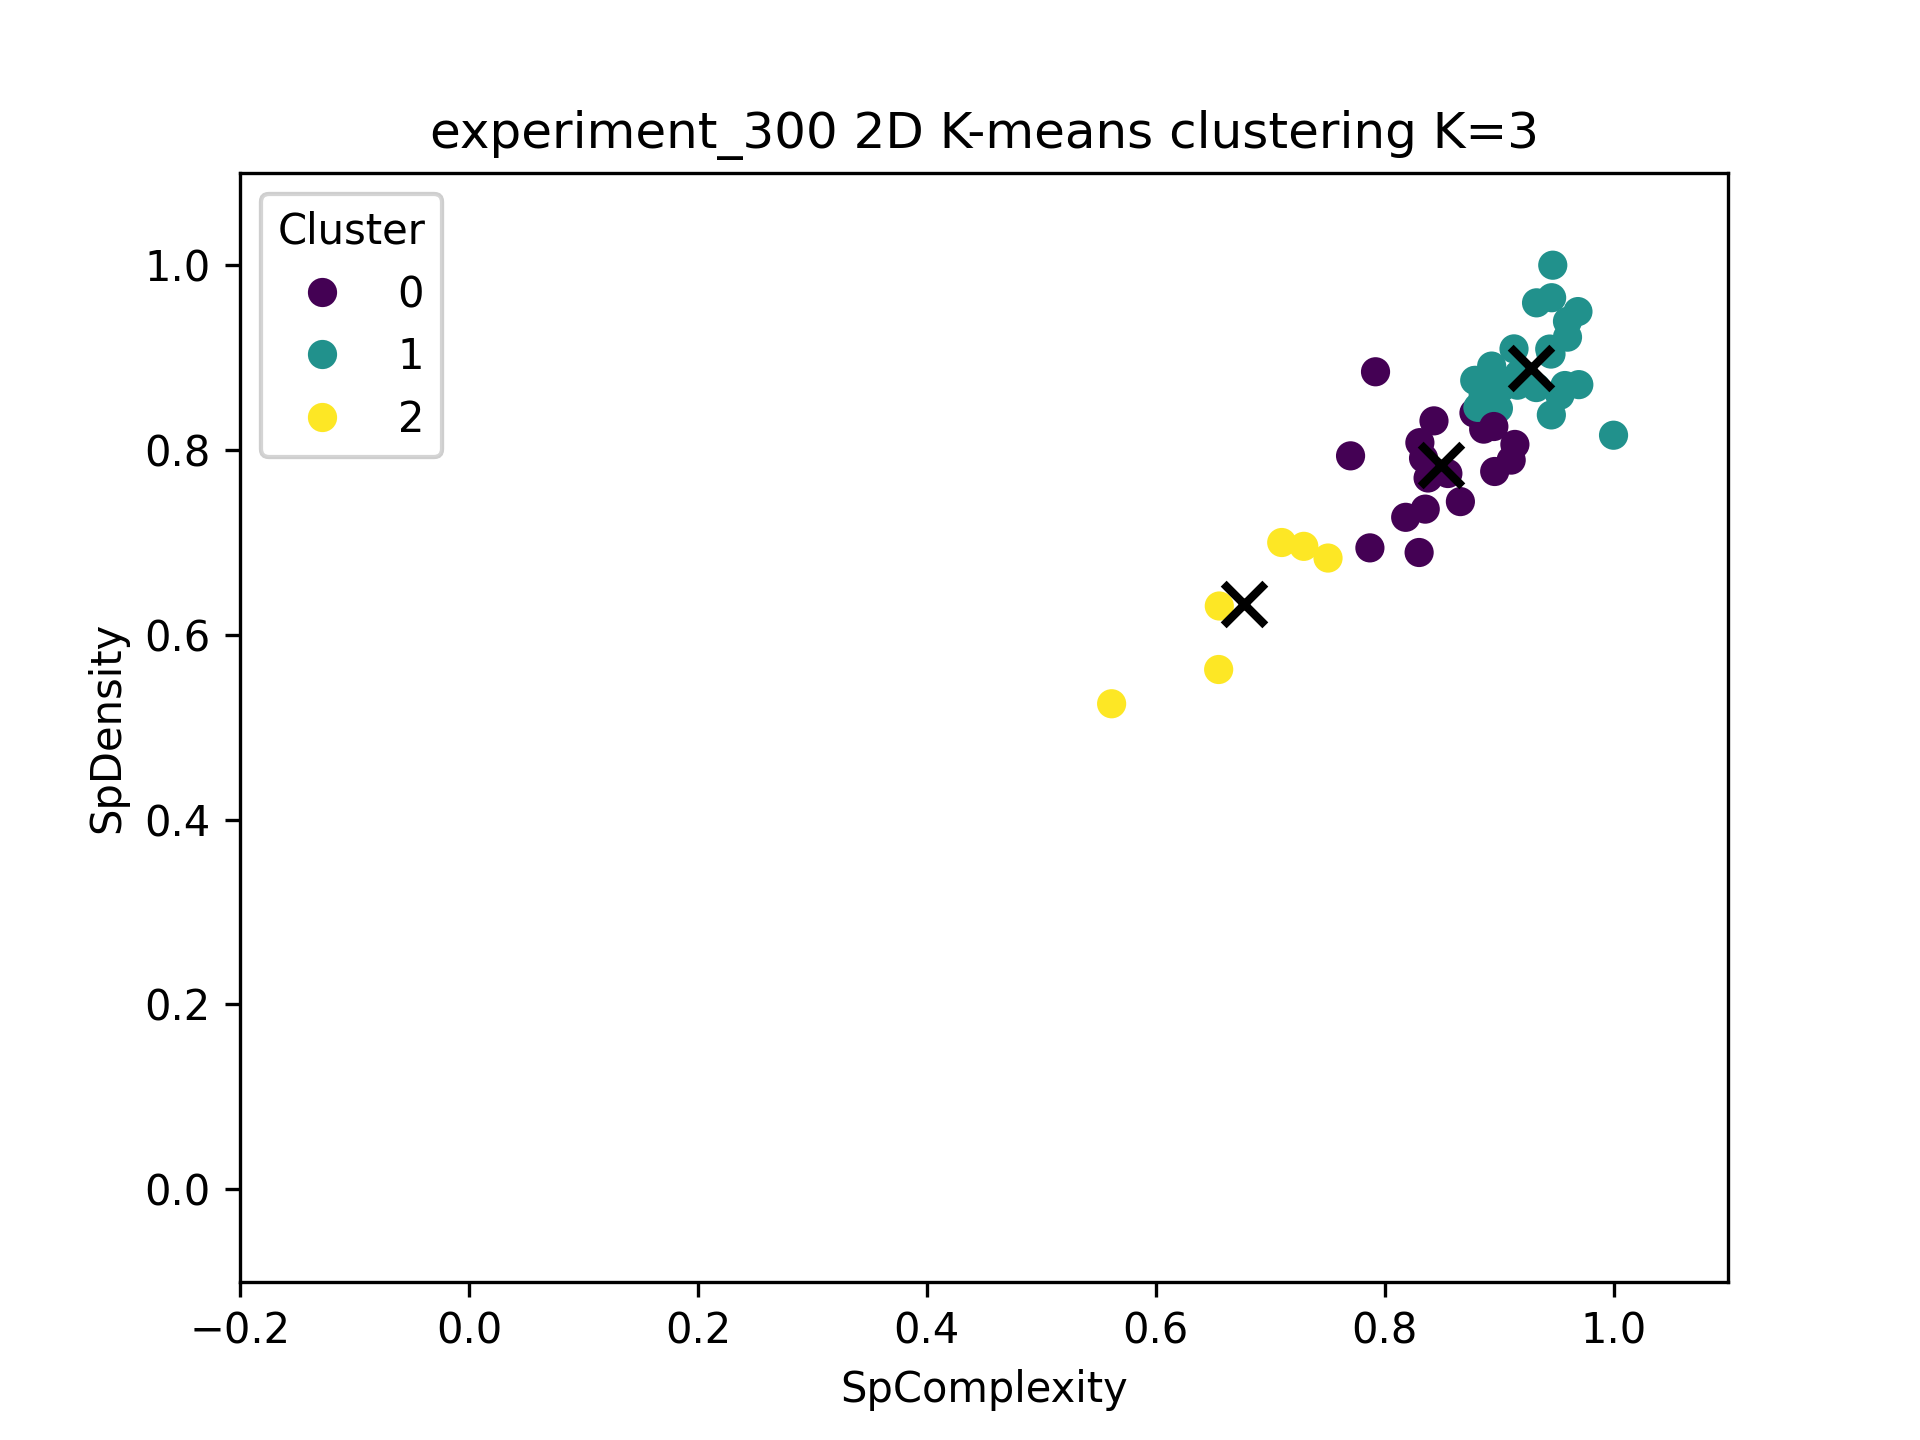 experiment_300 2D K-means clustering K=3
Cluster
0
1
2
1.0
0.8
0.6
0.4
0.2
0.0
SpDensity
−0.2 0.0 0.2 0.4 0.6 0.8 1.0
SpComplexity